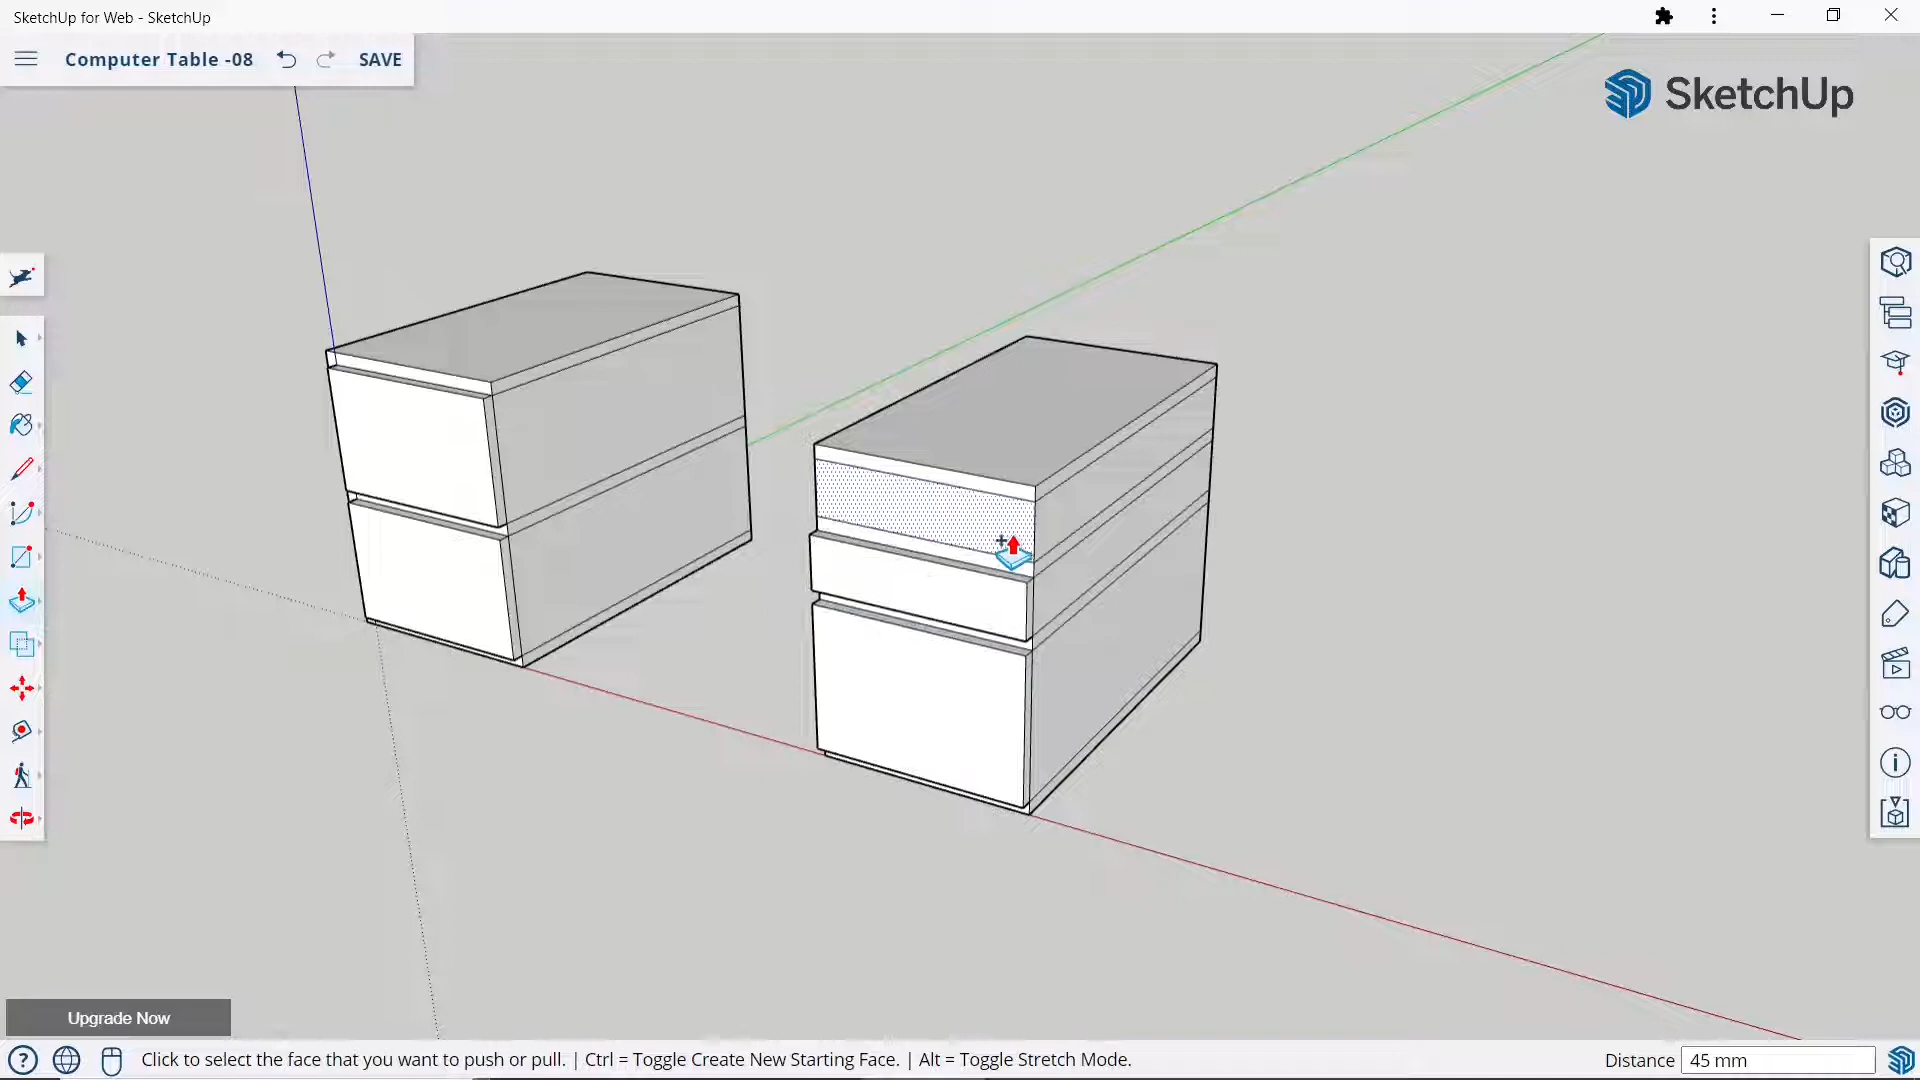 SketchUp for Web - SketchUp
Computer Table -08 SAVE
SketchUp
Upgrade Now
Click to select the face that you want to push or pull. | Ctrl = Toggle Create New Starting Face. | Alt = Toggle Stretch Mode.
Distance 45 mm